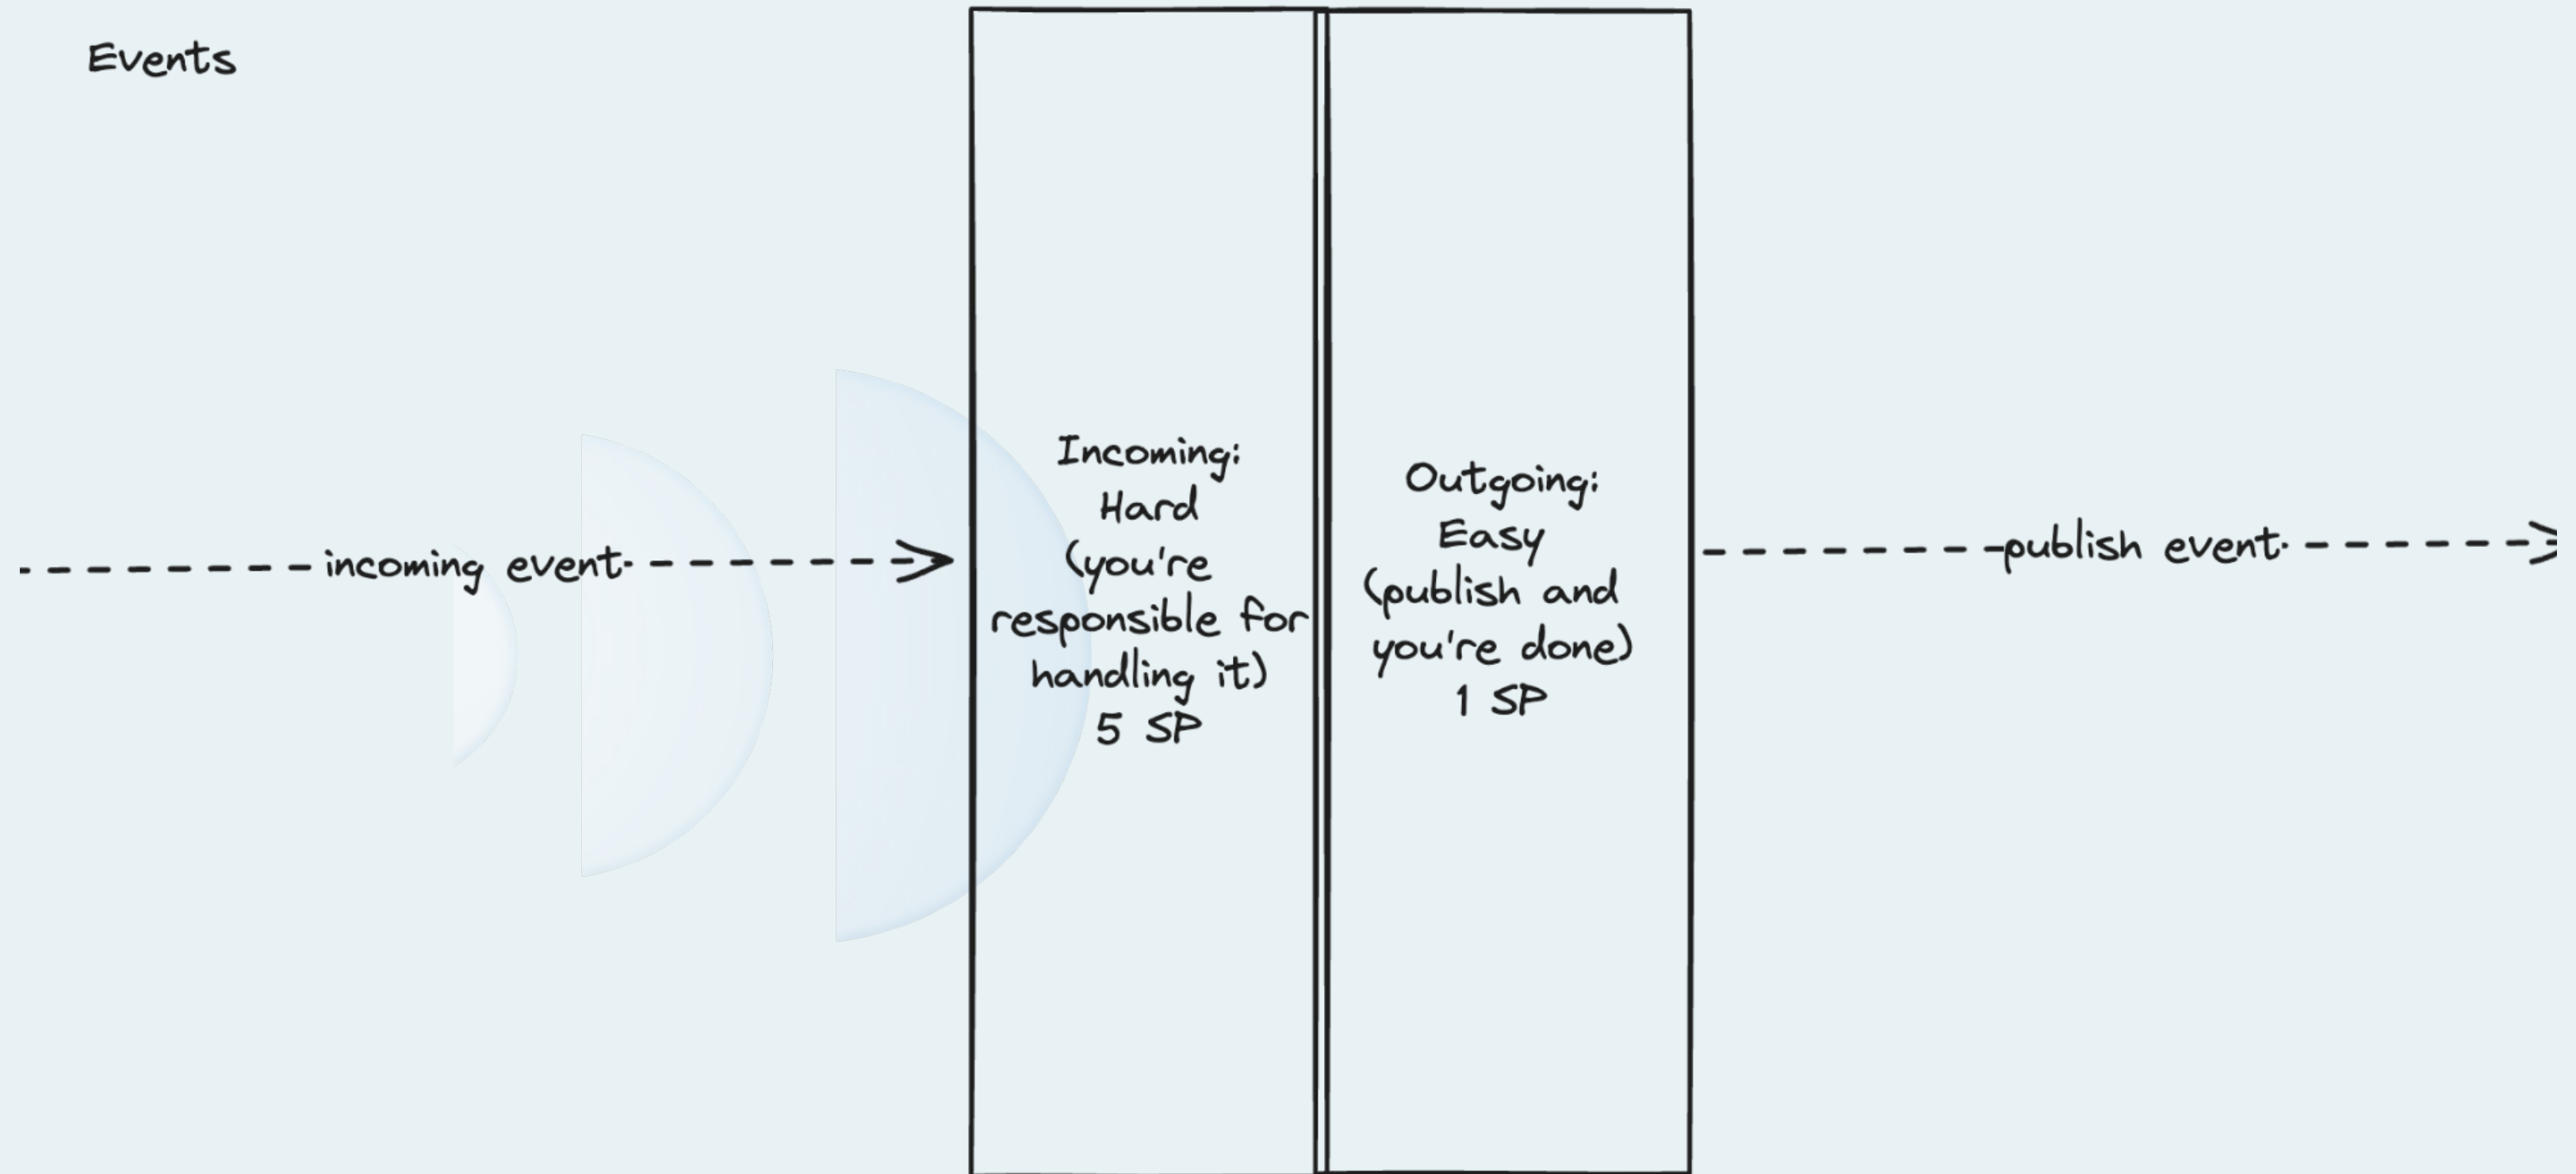 Events
incoming event
Incoming:
Hard
(you're
responsible for
handling it)
5 SP
Outgoing:
Easy
(publish and
you're done)
1 SP
publish event